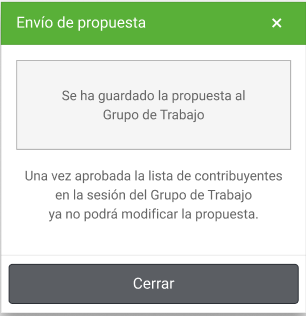 Envío de propuesta
Se ha guardado la propuesta al
Grupo de Trabajo
Una vez aprobada la lista de contribuyentes
en la sesión del Grupo de Trabajo
ya no podrá modificar la propuesta.
Cerrar